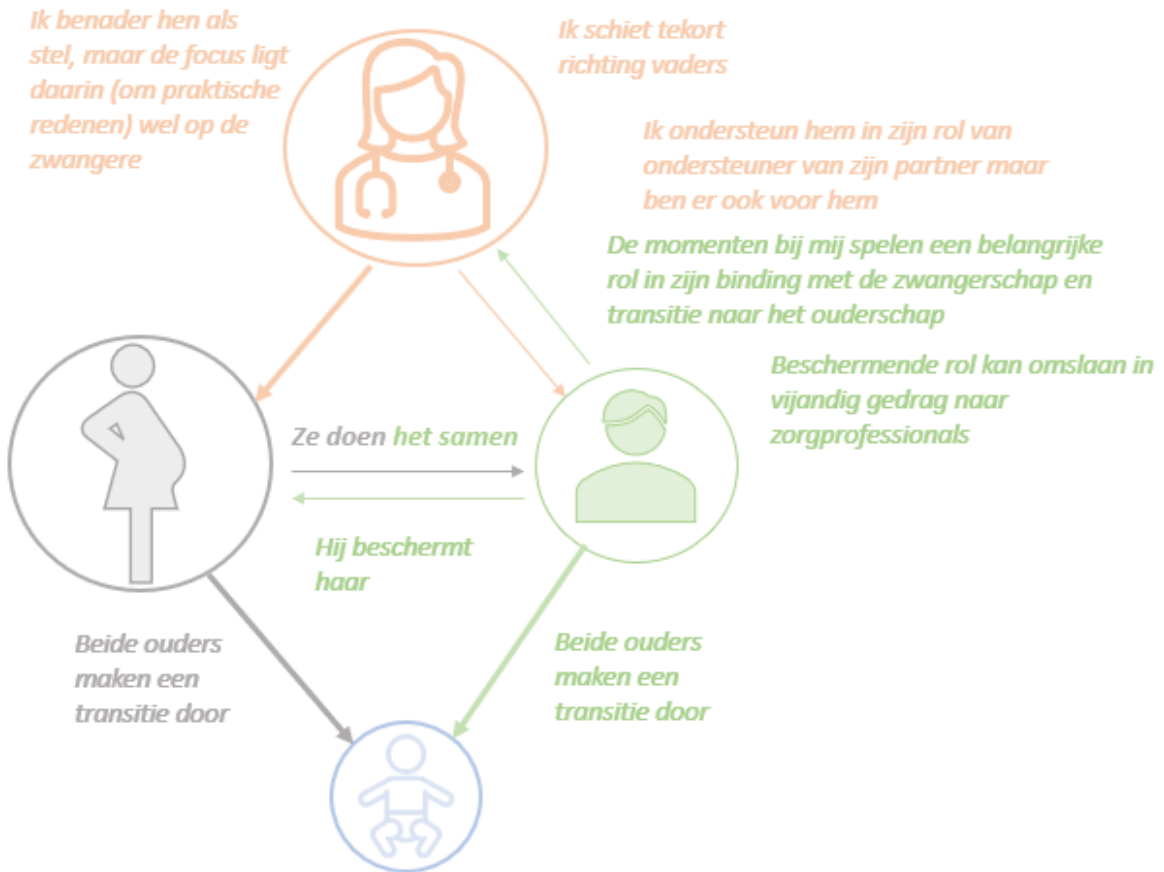 Ik benader hen als
stel, maar de focus ligt
daarin (om praktische
redenen) wel op de
zwangere
Ik schiet tekort
richting vaders
Ik ondersteun hem in zijn rol van
ondersteuner van zijn partner maar
ben er ook voor hem
De momenten bij mij spelen een belangrijke
rol in zijn binding met de zwangerschap en
transitie naar het ouderschap
Beschermende rol kan omslaan in
vijandig gedrag naar
zorgprofessionals
Ze doen het samen
Hij beschermt
haar
Beide ouders
maken een
transitie door
Beide ouders
maken een
transitie door